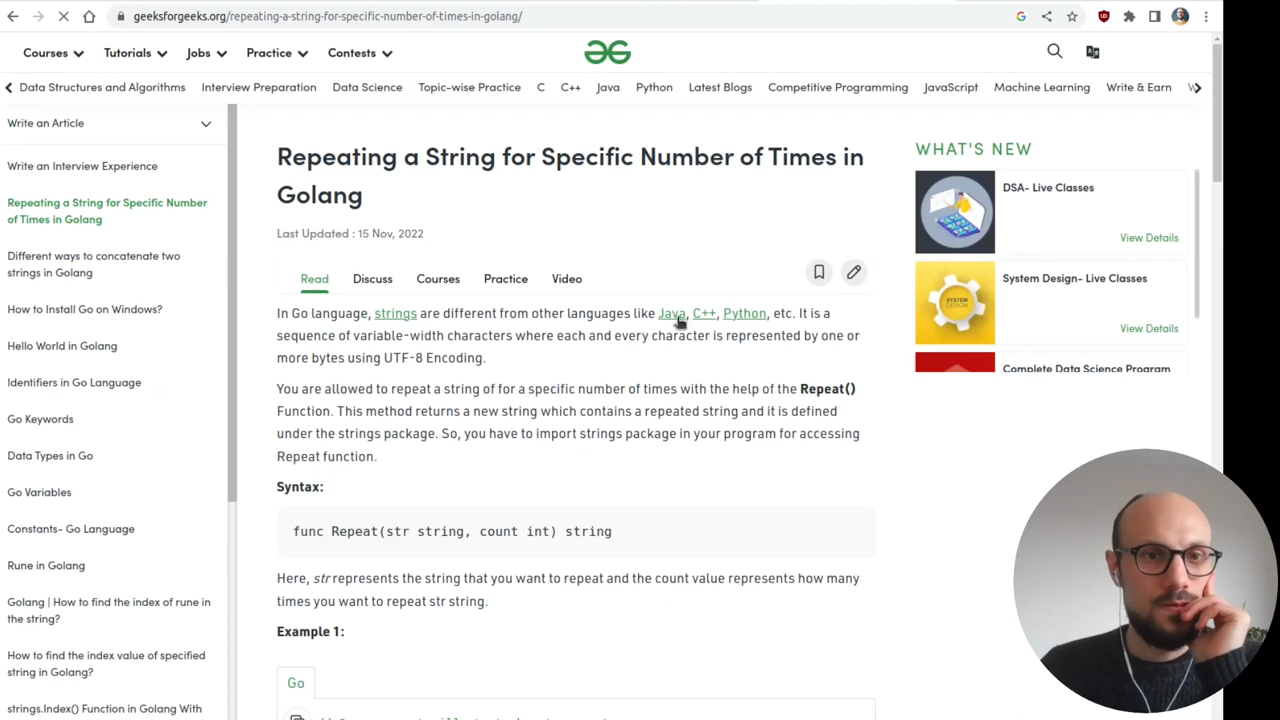 geeksforgeeks.org/repeating-a-string-for-specific-number-of-times-in-golang/
Courses
Tutorials
Jobs
Practice
Contests
Data Structures and Algorithms
Interview Preparation
Data Science
Topic-wise Practice
C
C++
Java
Python
Latest Blogs
Competitive Programming
JavaScript
Machine Learning
Write & Earn
Write an Article
Write an Interview Experience
Repeating a String for Specific Number
of Times in Golang
Different ways to concatenate two
strings in Golang
How to Install Go on Windows?
Hello World in Golang
Identifiers in Go Language
Go Keywords
Data Types in Go
Go Variables
Constants- Go Language
Rune in Golang
Golang | How to find the index of rune in
the string?
How to find the index value of specified
string in Golang?
strings.Index() Function in Golang With
Repeating a String for Specific Number of Times in
Golang
Last Updated : 15 Nov, 2022
Read
Discuss
Courses
Practice
Video
In Go language, strings are different from other languages like Java, C++, Python, etc. It is a
sequence of variable-width characters where each and every character is represented by one or
more bytes using UTF-8 Encoding.
You are allowed to repeat a string of for a specific number of times with the help of the Repeat()
Function. This method returns a new string which contains a repeated string and it is defined
under the strings package. So, you have to import strings package in your program for accessing
Repeat function.
Syntax:
func Repeat(str string, count int) string
Here, str represents the string that you want to repeat and the count value represents how many
times you want to repeat str string.
Example 1:
Go
WHAT'S NEW
DSA- Live Classes
View Details
System Design- Live Classes
View Details
Complete Data Science Program